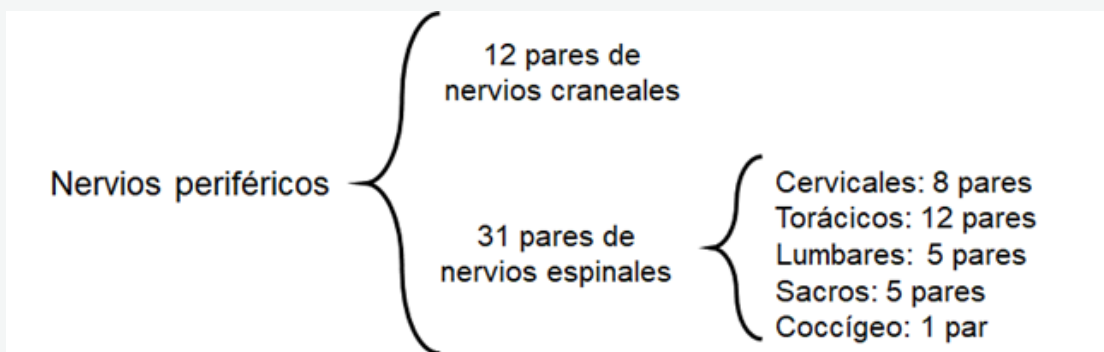 12 pares de
nervios craneales
Nervios periféricos
31 pares de
nervios espinales
Cervicales: 8 pares
Torácicos: 12 pares
Lumbares: 5 pares
Sacros: 5 pares
Coccígeo: 1 par